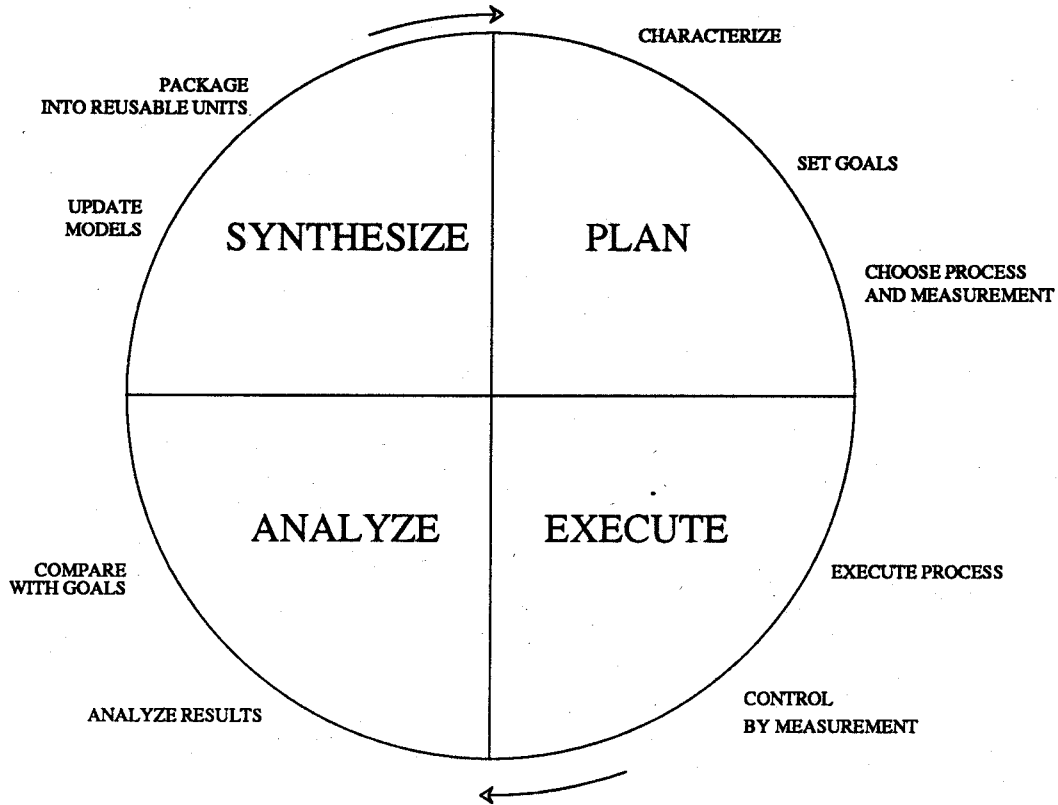 CHARACTERIZE
PACKAGE
INTO REUSABLE UNITS
SET GOALS
UPDATE
MODELS
SYNTHESIZE
PLAN
CHOOSE PROCESS
AND MEASUREMENT
ANALYZE
EXECUTE
COMPARE
WITH GOALS
EXECUTE PROCESS
CONTROL
BY MEASUREMENT
ANALYZE RESULTS